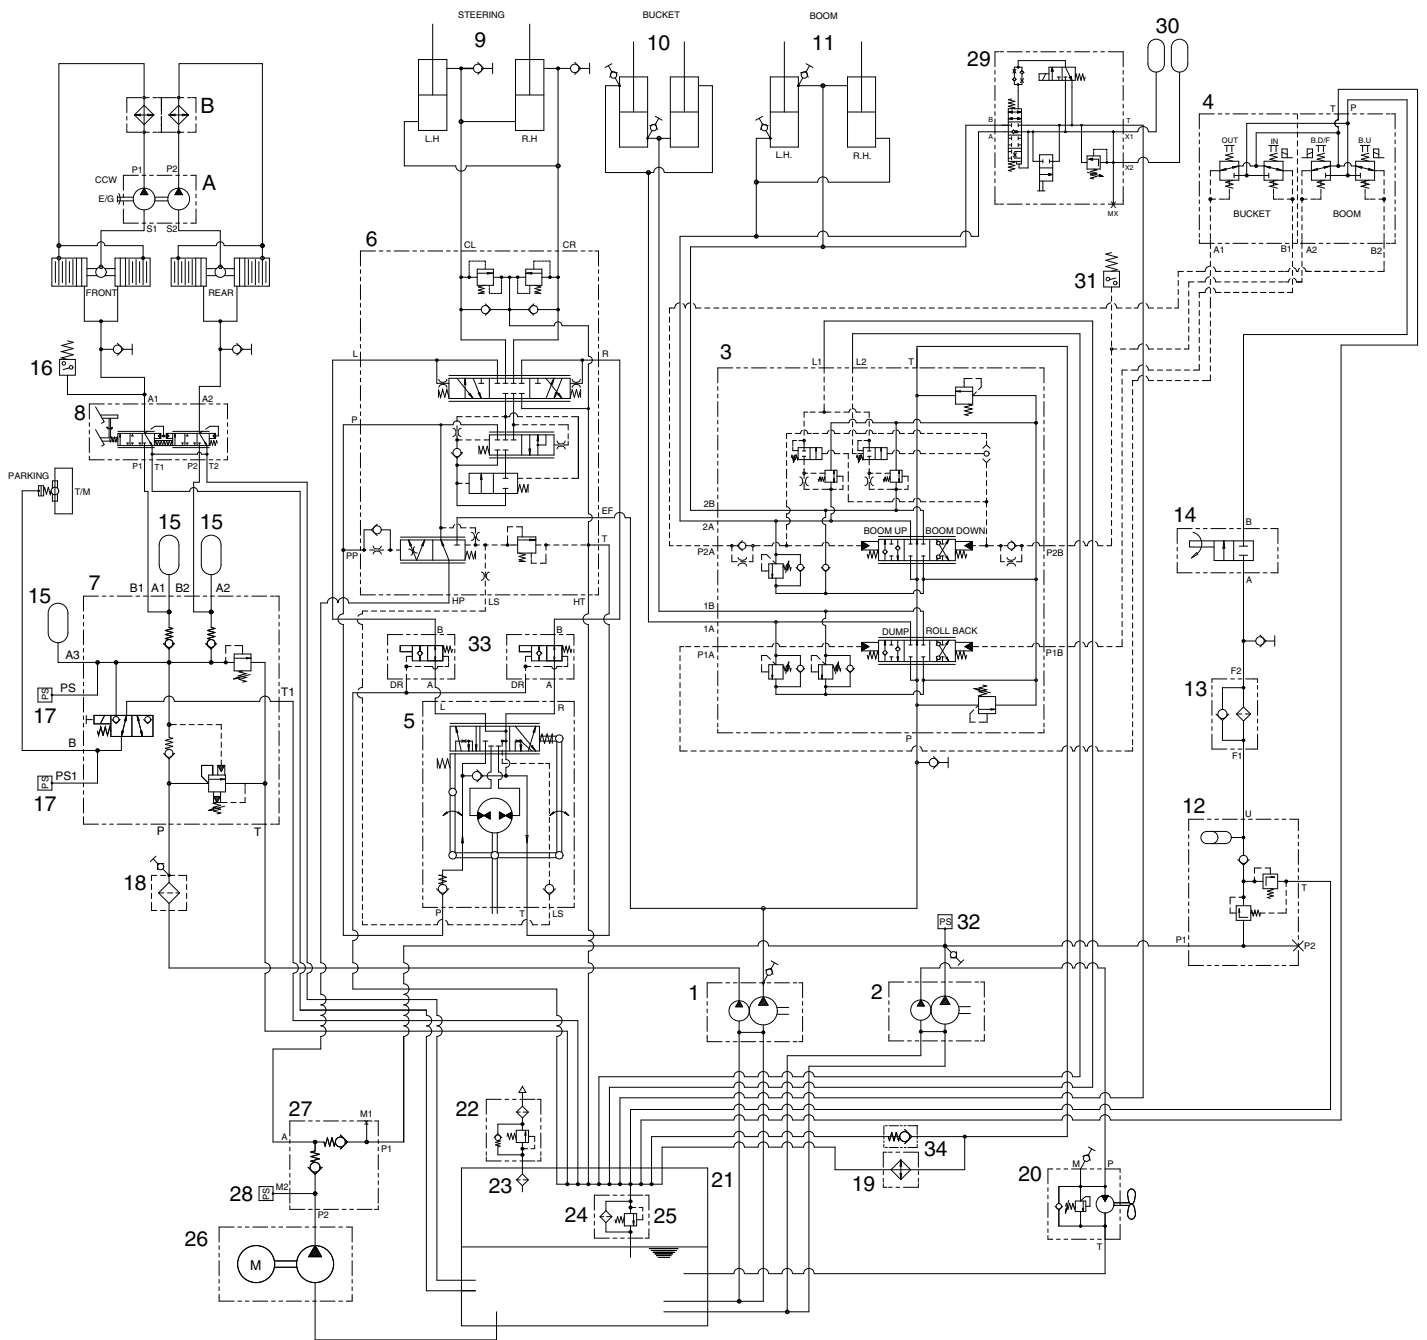 STEERING BUCKET BOOM
9 10 11 29 30
L.H R.H L.H. R.H.
B A T X1 X2 MX
4
T P
OUT IN B.D/F B.U
BUCKET BOOM
A1 B1 A2 B2
B
P1 P2
CCW
E/G
A
S1 S2
FRONT REAR
6
CL CR
31
16
L R
3
L1 L2 T
8
A1 A2
P
P1 T1 P2 T2
PARKING
T/M
2B
2A
EF
BOOM UP BOOM DOWN
14
B
15 15
PP T
P2A P2B
A
7
B1 A1 B2 A2
HP LS HT
15
1B
1A
DUMP ROLL BACK
P1A P1B
B 33 B
A3
DR A DR A
F2
PS
T1
17
5
L R
13
B
P
F1
PS1
17
P T
12
U
18
T
P T LS
PS 32
P1 P2
1 2
22
27
M1
A P1
34
23
21
19
20
M P
28 PS M2
24 25
P2
T
26
M